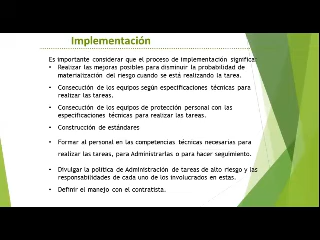 Implementación
Es importante considerar que el proceso de implementación significa:
• Realizar las mejoras posibles para disminuir la probabilidad de
materialización del riesgo cuando se está realizando la tarea.
• Consecución de los equipos según especificaciones técnicas para
realizar las tareas.
• Consecución de los equipos de protección personal con las
especificaciones técnicas para realizar las tareas.
• Construcción de estándares
• Formar al personal en las competencias técnicas necesarias para
realizar las tareas, para Administrarlas o para hacer seguimiento.
• Divulgar la política de Administración de tareas de alto riesgo y las
responsabilidades de cada uno de los involucrados en estas.
• Definir el manejo con el contratista.